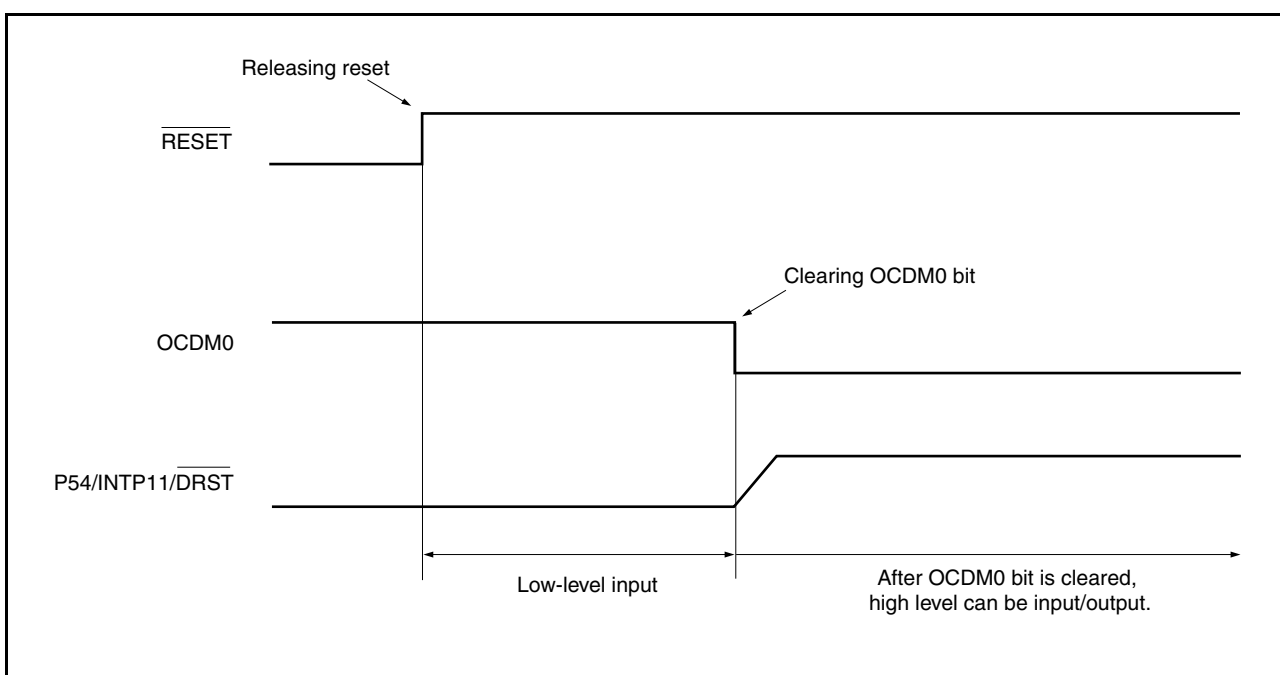 Releasing reset
RESET
Clearing OCDM0 bit
OCDM0
P54/INTP11/DRST
Low-level input
After OCDM0 bit is cleared,
high level can be input/output.